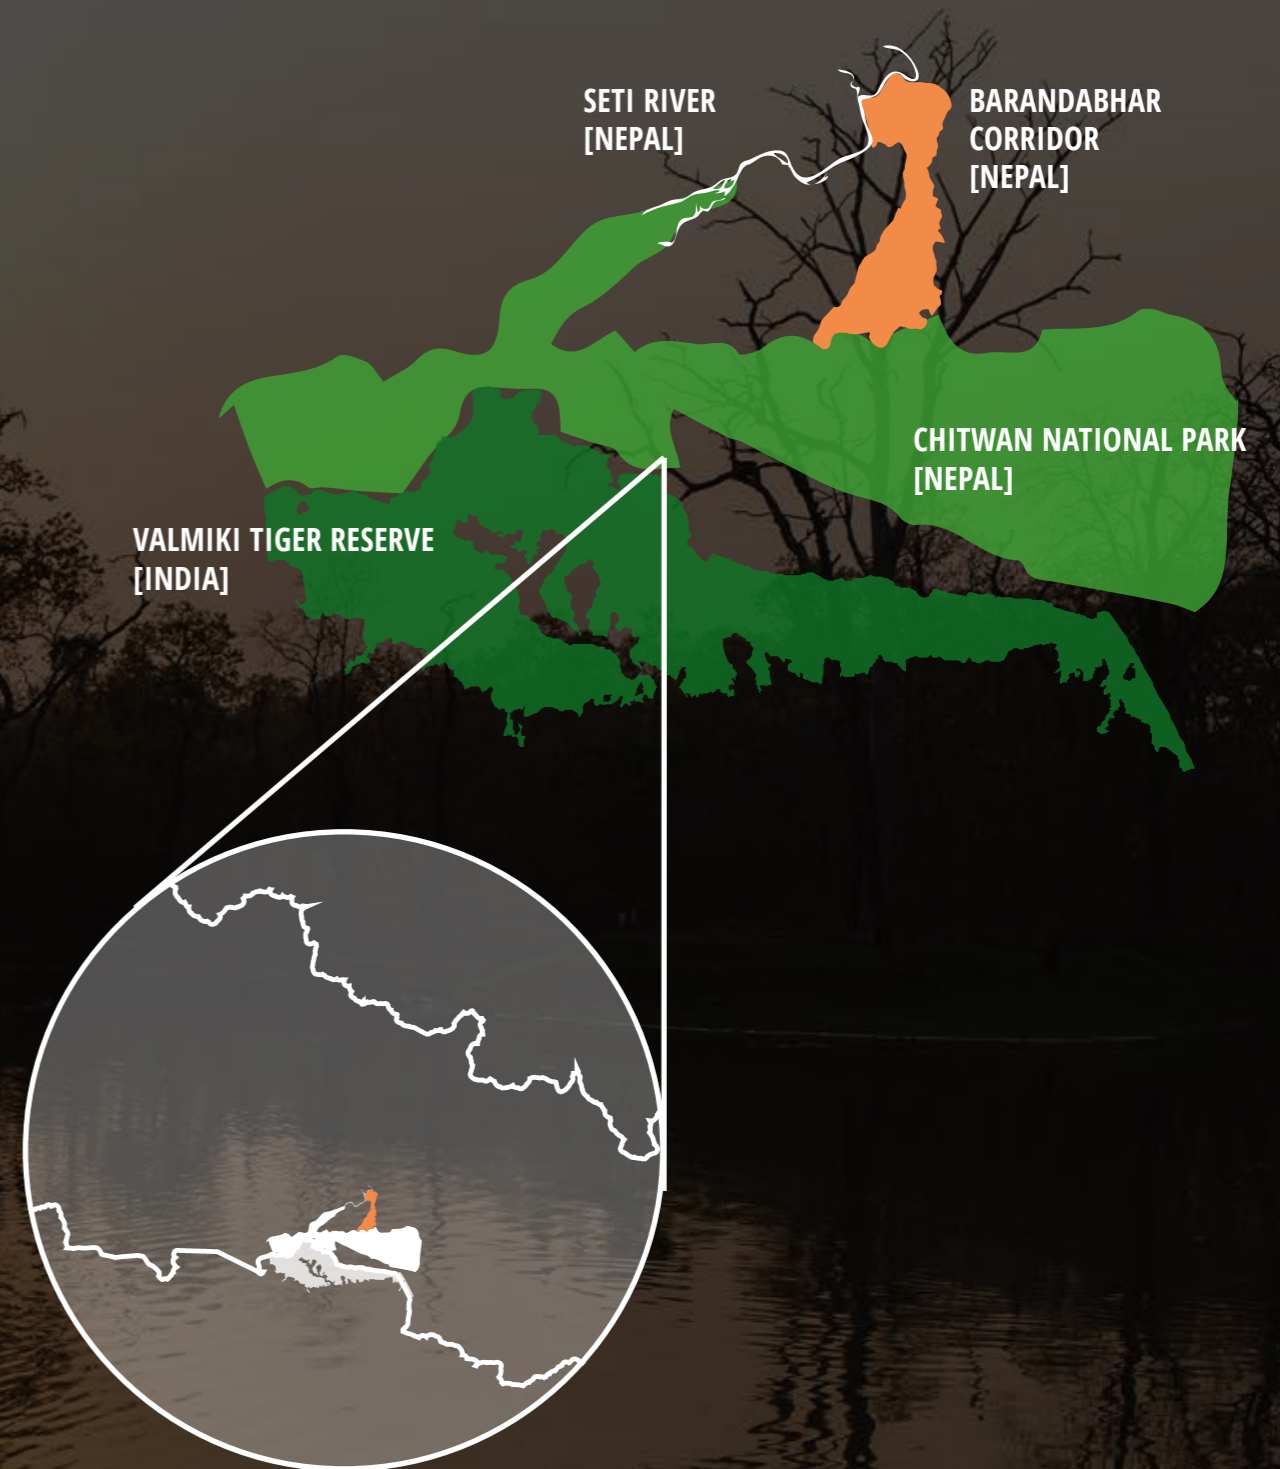 SETI RIVER
[NEPAL]
BARANDABHAR
CORRIDOR
[NEPAL]
CHITWAN NATIONAL PARK
[NEPAL]
VALMIKI TIGER RESERVE
[INDIA]